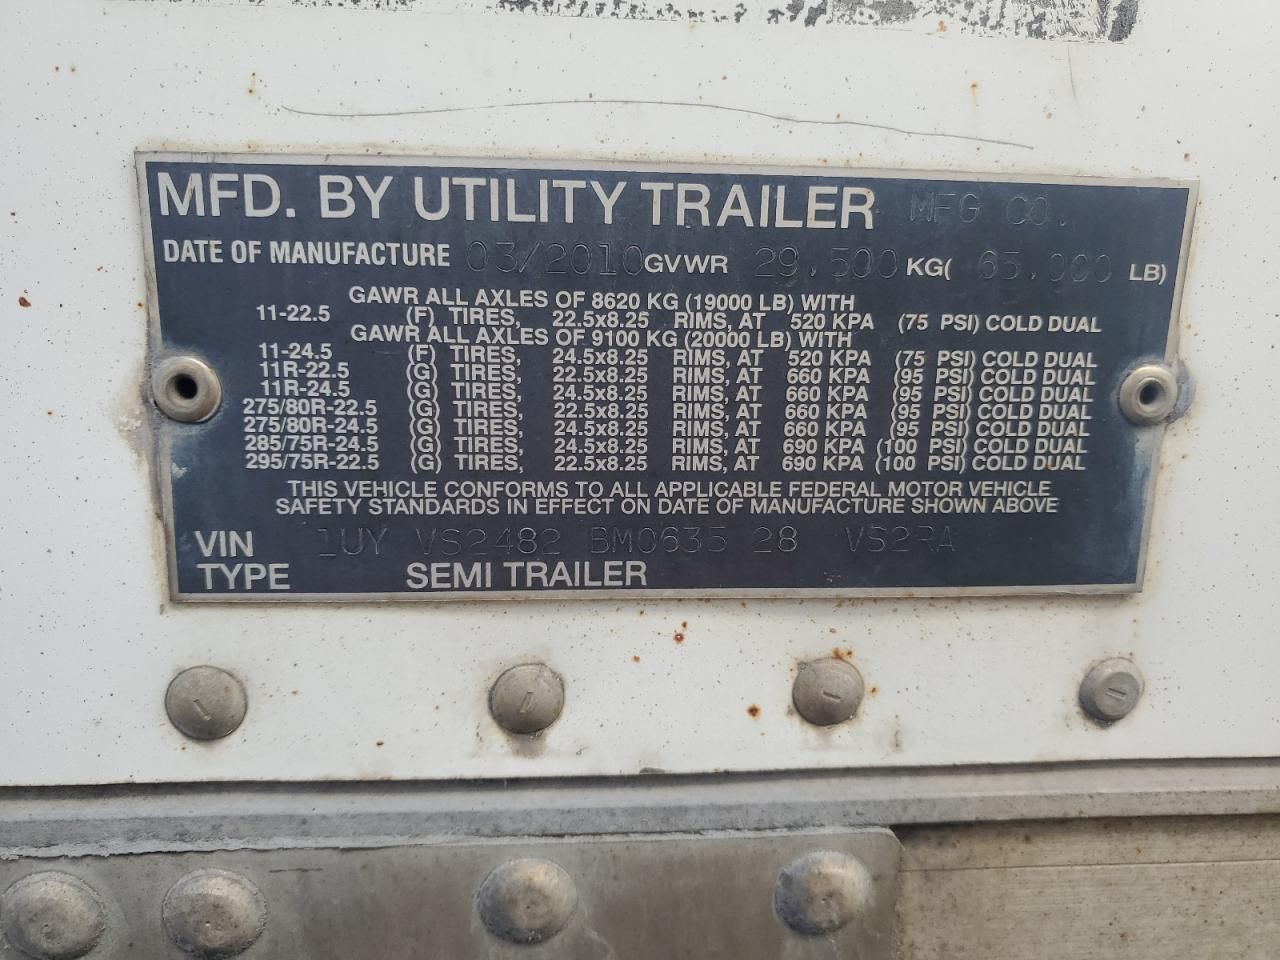 MFD. BY UTILITY TRAILER MFG CO.
DATE OF MANUFACTURE 03/2010 GVWR 29,500 KG( 65,000 LB)
GAWR ALL AXLES OF 8620 KG (19000 LB) WITH
11-22.5 (F) TIRES, 22.5x8.25 RIMS, AT 520 KPA (75 PSI) COLD DUAL
GAWR ALL AXLES OF 9100 KG (20000 LB) WITH
11-24.5 (F) TIRES, 24.5x8.25 RIMS, AT 520 KPA (75 PSI) COLD DUAL
11R-22.5 (G) TIRES, 22.5x8.25 RIMS, AT 660 KPA (95 PSI) COLD DUAL
11R-24.5 (G) TIRES, 24.5x8.25 RIMS, AT 660 KPA (95 PSI) COLD DUAL
275/80R-22.5 (G) TIRES, 22.5x8.25 RIMS, AT 660 KPA (95 PSI) COLD DUAL
275/80R-24.5 (G) TIRES, 24.5x8.25 RIMS, AT 660 KPA (95 PSI) COLD DUAL
285/75R-24.5 (G) TIRES, 24.5x8.25 RIMS, AT 690 KPA (100 PSI) COLD DUAL
295/75R-22.5 (G) TIRES, 22.5x8.25 RIMS, AT 690 KPA (100 PSI) COLD DUAL
THIS VEHICLE CONFORMS TO ALL APPLICABLE FEDERAL MOTOR VEHICLE
SAFETY STANDARDS IN EFFECT ON DATE OF MANUFACTURE SHOWN ABOVE
VIN 1UY VS2482 BM0635 28 VS2RA
TYPE SEMI TRAILER